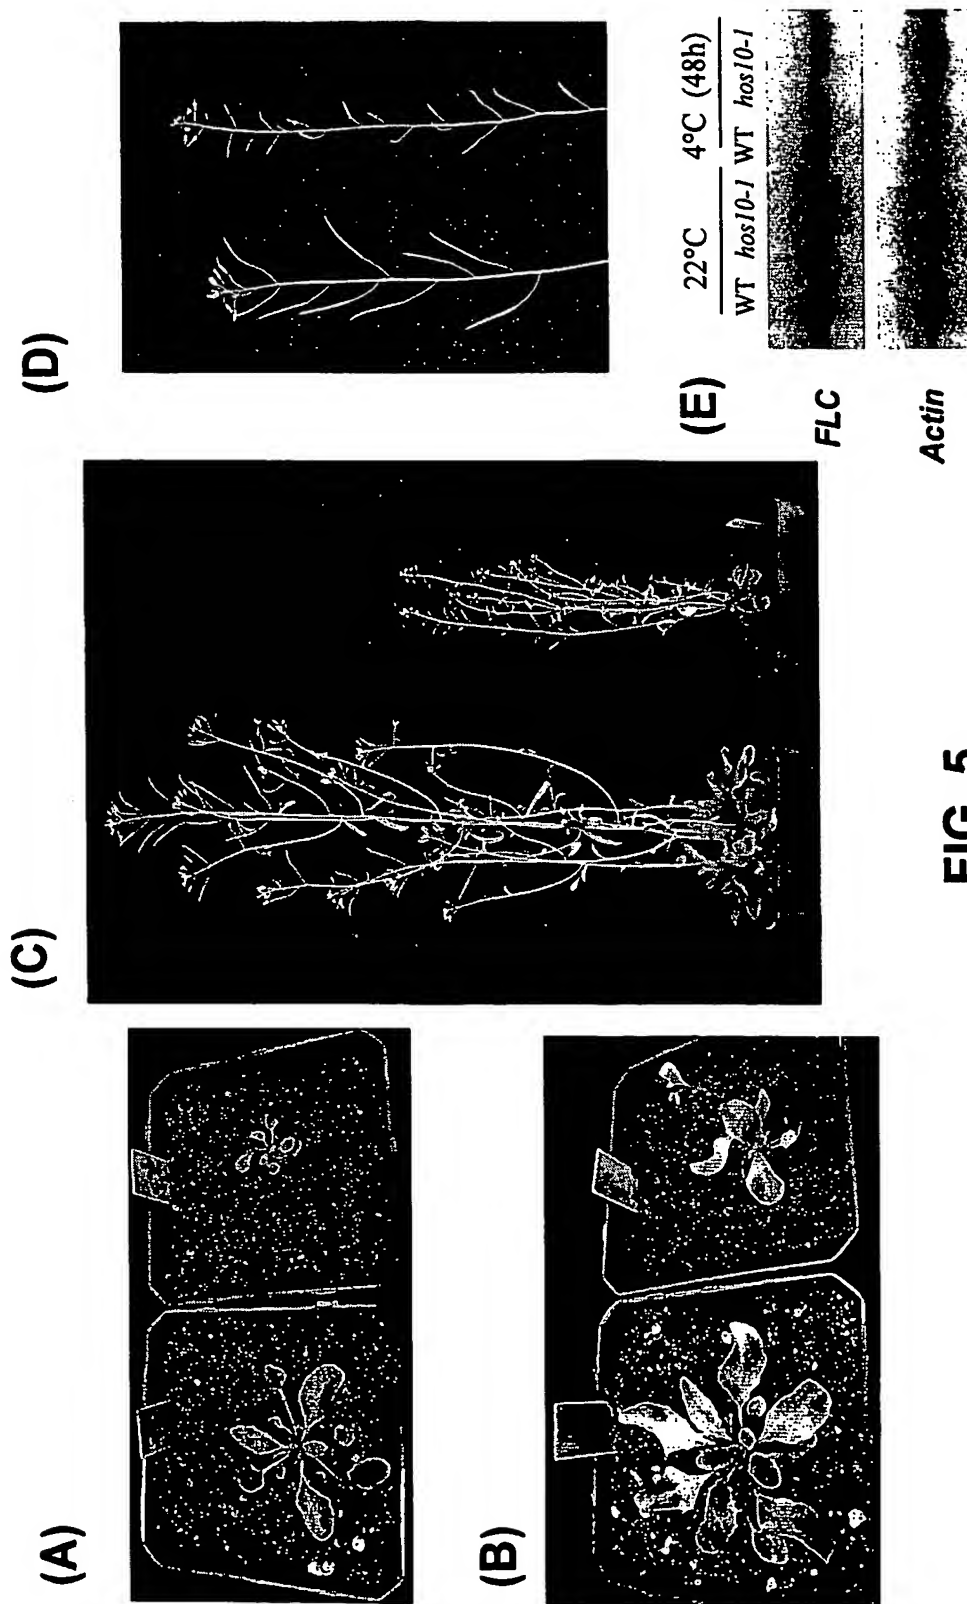 (A)
(B)
(C)
(D)
(E)
22°C 4°C (48h)
WT hos10-1 WT hos10-1
FLC
Actin
FIG. 5